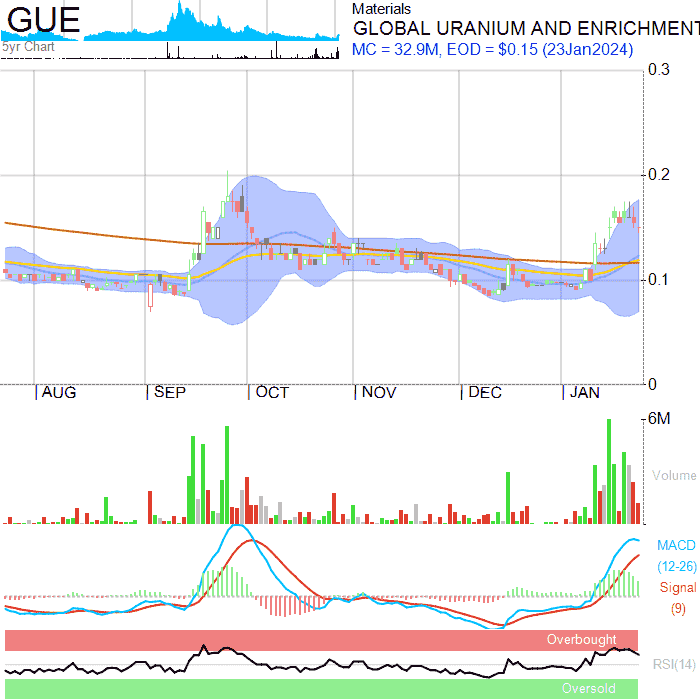 GUE
5yr Chart
Materials
GLOBAL URANIUM AND ENRICHMENT
MC = 32.9M, EOD = $0.15 (23Jan2024)
0.3
0.2
0.1
0
AUG
SEP
OCT
NOV
DEC
JAN
6M
Volume
MACD
(12-26)
Signal
(9)
Overbought
RSI(14)
Oversold